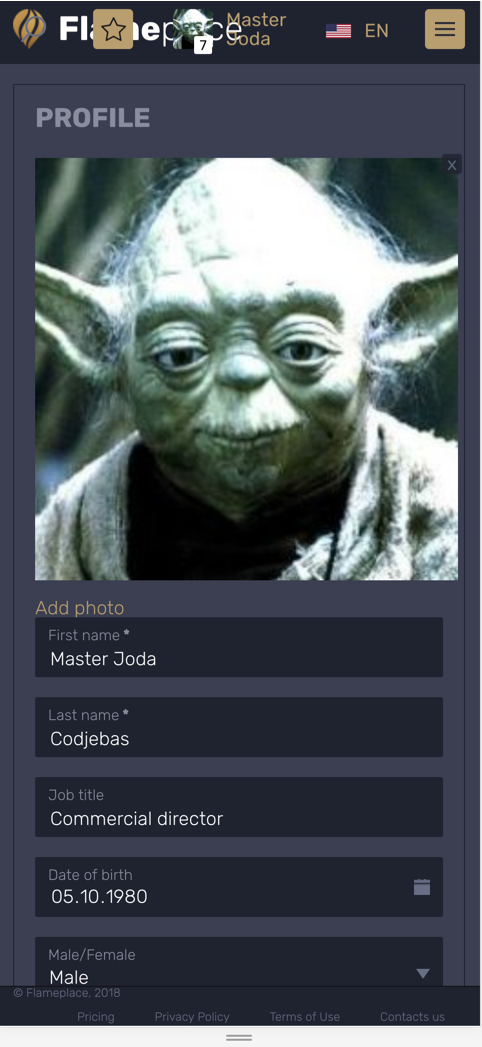 Flameplace
7
Master
Joda
EN
PROFILE
X
Add photo
First name *
Master Joda
Last name *
Codjebas
Job title
Commercial director
Date of birth
05.10.1980
Male/Female
Male
© Flameplace, 2018
Pricing Privacy Policy Terms of Use Contacts us